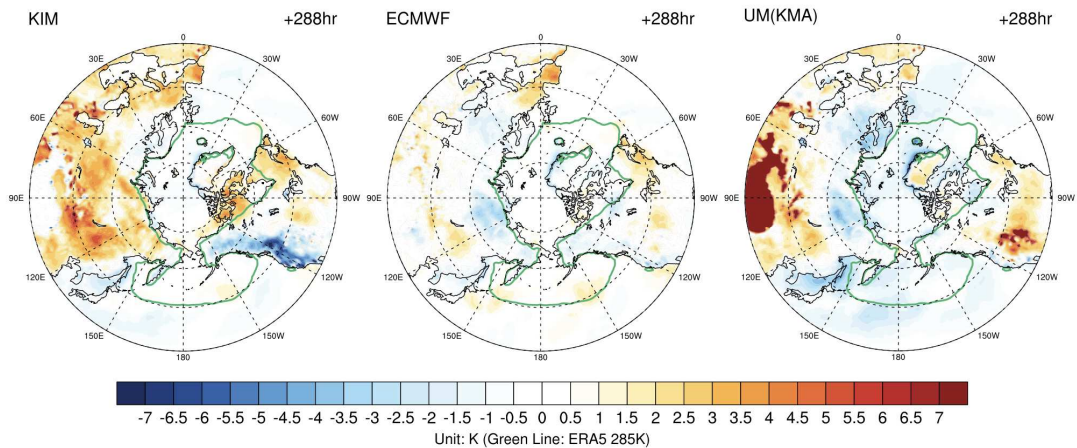 KIM +288hr ECMWF +288hr UM(KMA) +288hr
0 0 0
30E 30W 30E 30W 30E 30W
60E 60W 60E 60W 60E 60W
90E 90W 90E 90W 90E 90W
120E 120W 120E 120W 120E 120W
150E 150W 150E 150W 150E 150W
180 180 180
-7 -6.5 -6 -5.5 -5 -4.5 -4 -3.5 -3 -2.5 -2 -1.5 -1 -0.5 0 0.5 1 1.5 2 2.5 3 3.5 4 4.5 5 5.5 6 6.5 7
Unit: K (Green Line: ERA5 285K)